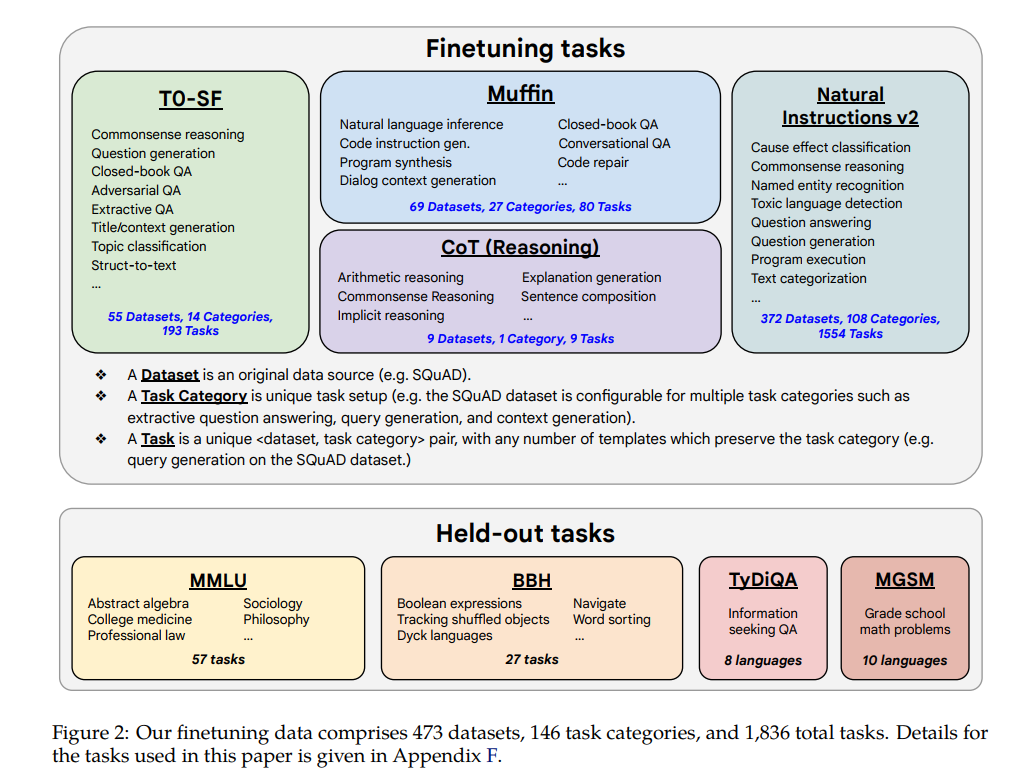 Finetuning tasks
T0-SF
Commonsense reasoning
Question generation
Closed-book QA
Adversarial QA
Extractive QA
Title/context generation
Topic classification
Struct-to-text
...
55 Datasets, 14 Categories,
193 Tasks
Muffin
Natural language inference
Code instruction gen.
Program synthesis
Dialog context generation
Closed-book QA
Conversational QA
Code repair
...
69 Datasets, 27 Categories, 80 Tasks
CoT (Reasoning)
Arithmetic reasoning
Commonsense Reasoning
Implicit reasoning
Explanation generation
Sentence composition
...
9 Datasets, 1 Category, 9 Tasks
Natural
Instructions v2
Cause effect classification
Commonsense reasoning
Named entity recognition
Toxic language detection
Question answering
Question generation
Program execution
Text categorization
...
372 Datasets, 108 Categories,
1554 Tasks
❖ A Dataset is an original data source (e.g. SQuAD).
❖ A Task Category is unique task setup (e.g. the SQuAD dataset is configurable for multiple task categories such as
extractive question answering, query generation, and context generation).
❖ A Task is a unique <dataset, task category> pair, with any number of templates which preserve the task category (e.g.
query generation on the SQuAD dataset.)
Held-out tasks
MMLU
Abstract algebra
College medicine
Professional law
Sociology
Philosophy
...
57 tasks
BBH
Boolean expressions
Tracking shuffled objects
Dyck languages
Navigate
Word sorting
...
27 tasks
TyDiQA
Information
seeking QA
8 languages
MGSM
Grade school
math problems
10 languages
Figure 2: Our finetuning data comprises 473 datasets, 146 task categories, and 1,836 total tasks. Details for
the tasks used in this paper is given in Appendix F.